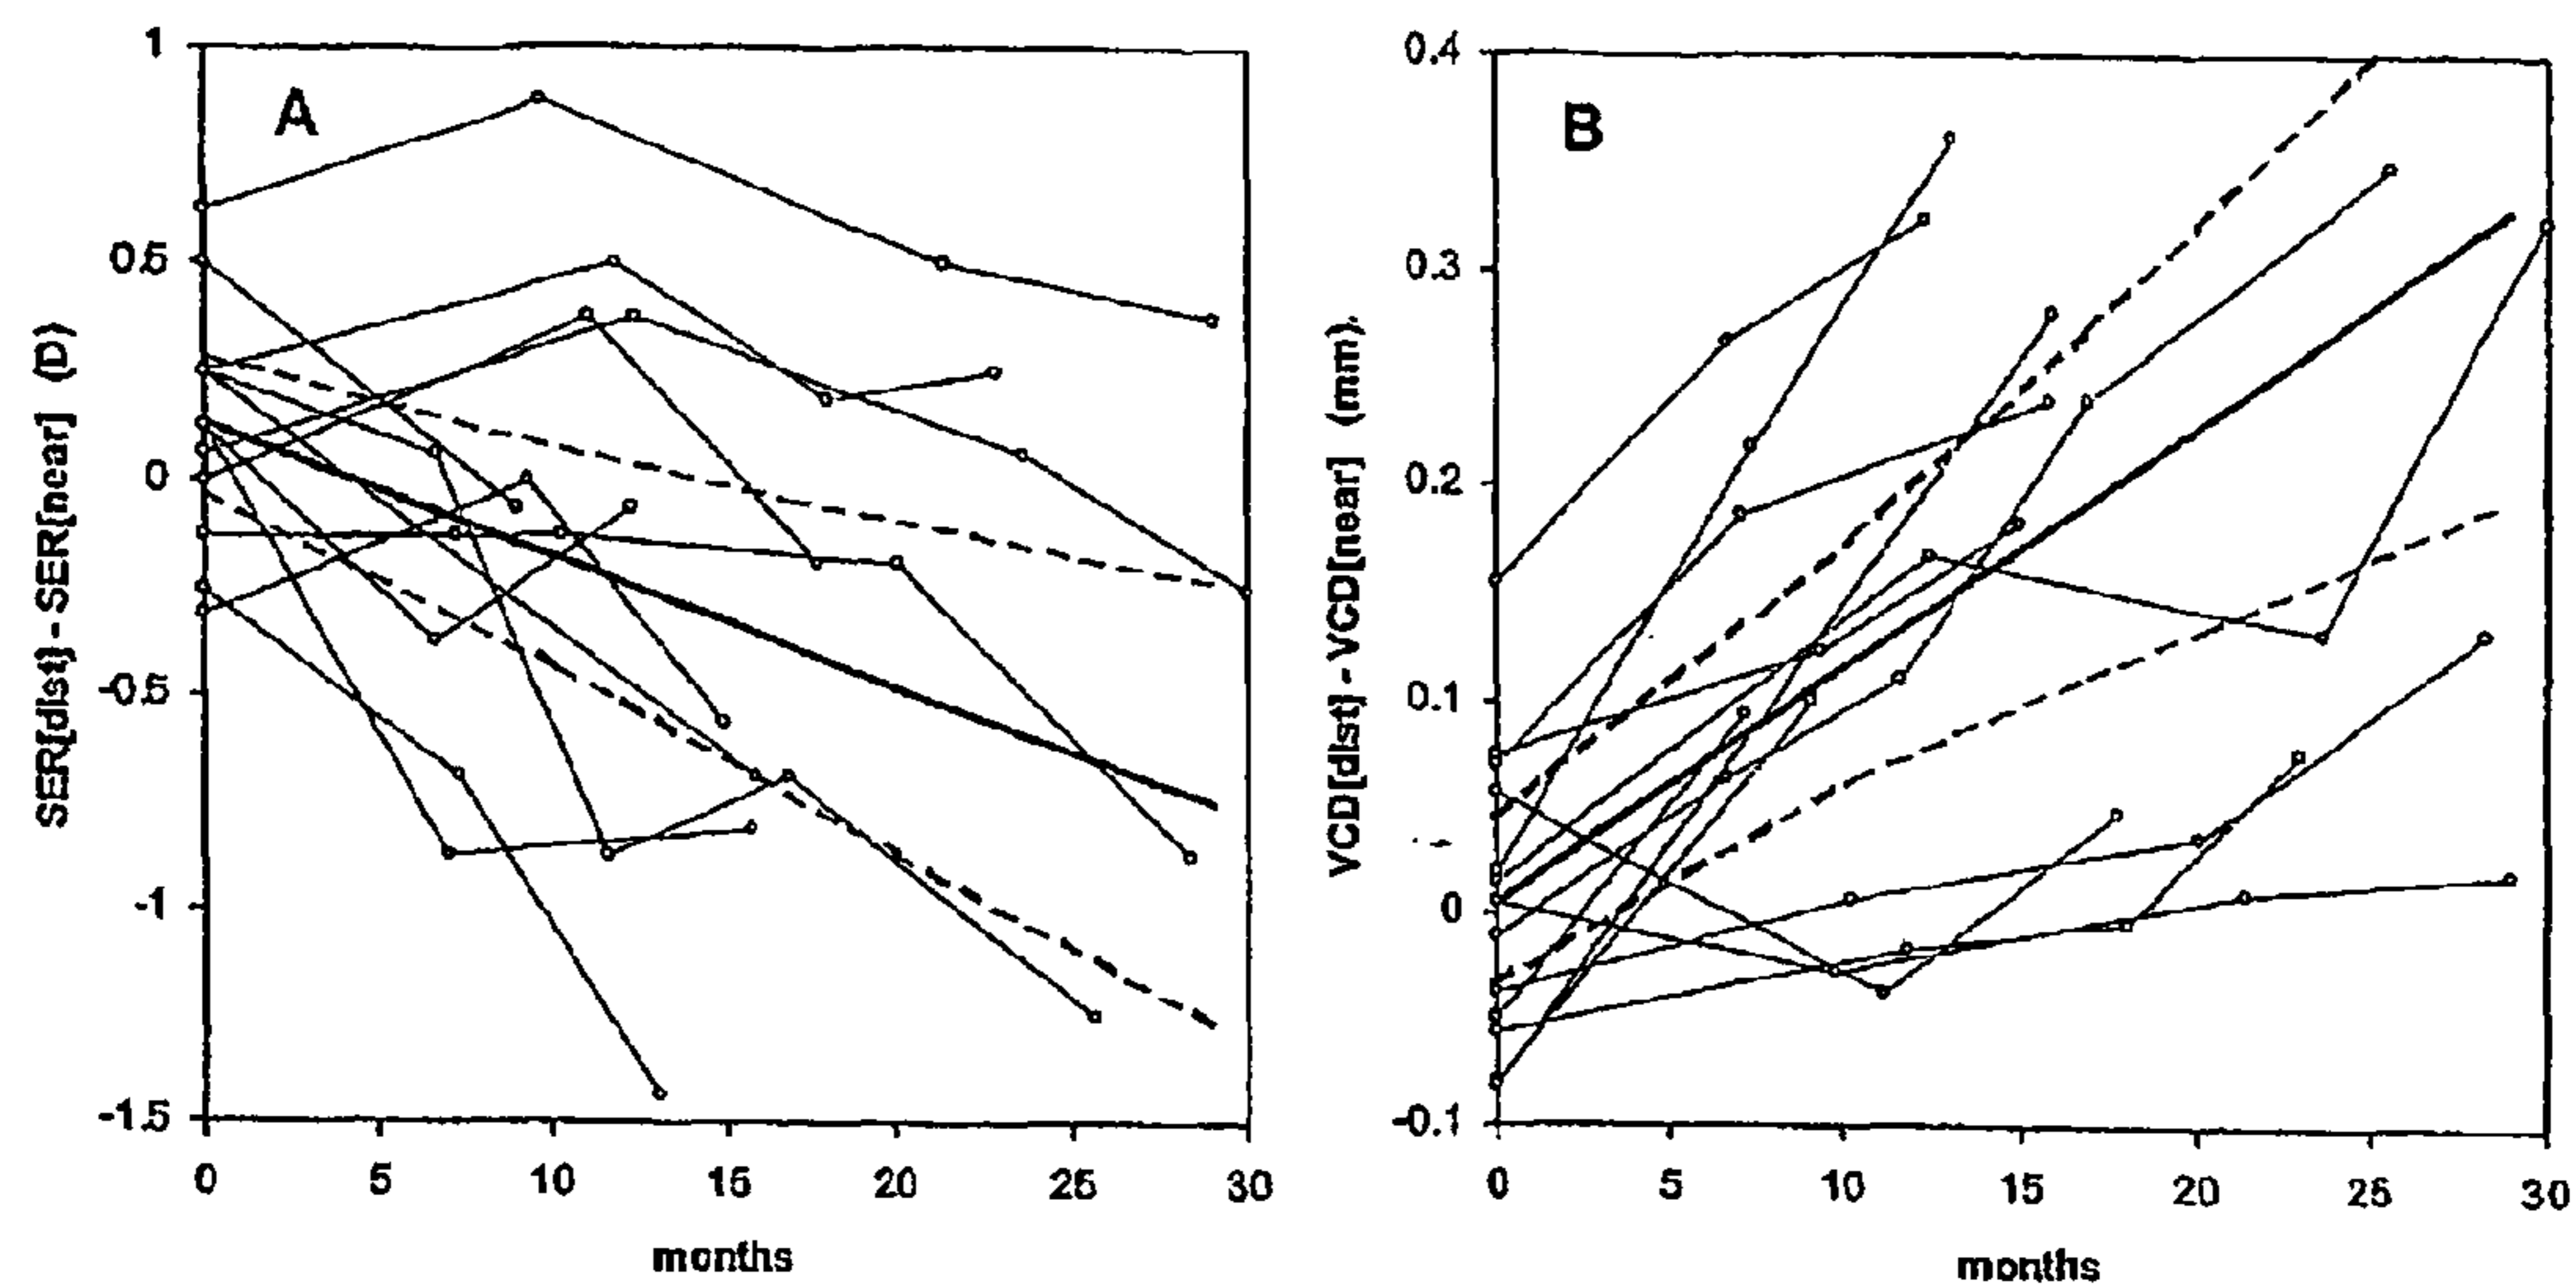 A
SER[dist] - SER[near] (D)
1
0.5
0
-0.5
-1
-1.5
0 5 10 15 20 25 30
months
B
VCD[dist] - VCD[near] (mm).
0.4
0.3
0.2
0.1
0
-0.1
0 5 10 15 20 25 30
months